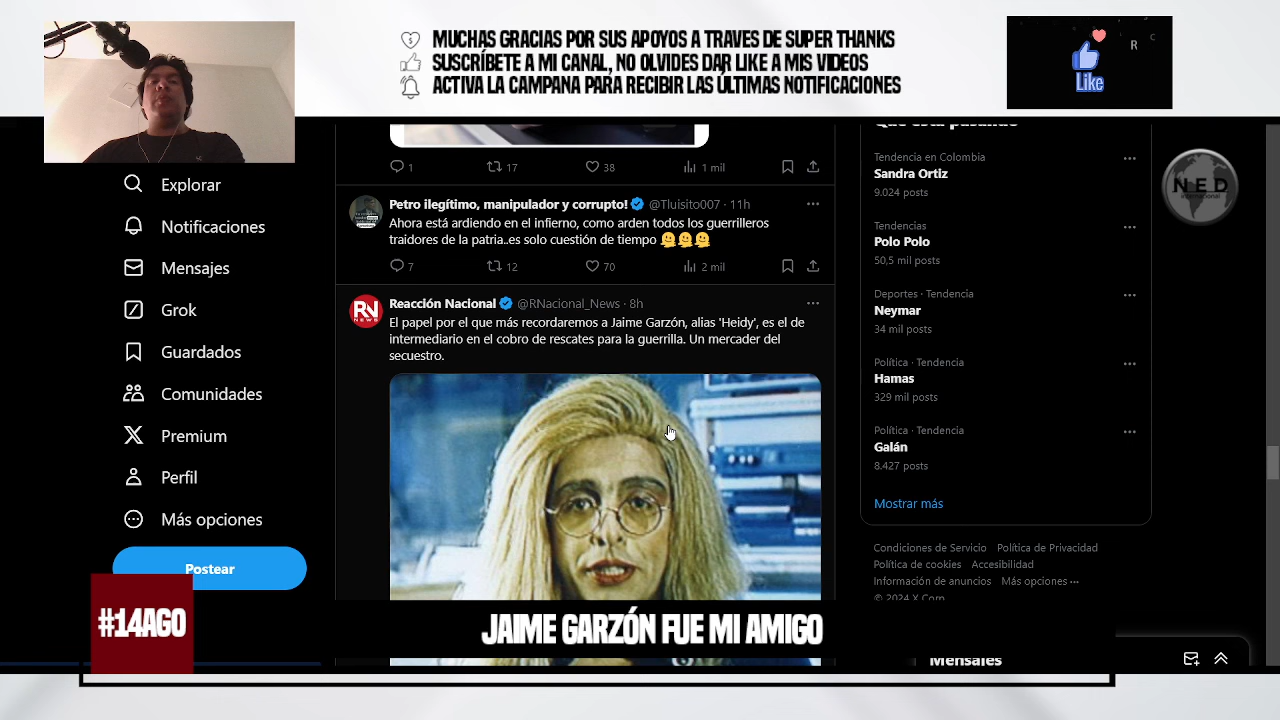 MUCHAS GRACIAS POR SUS APOYOS A TRAVES DE SUPER THANKS
SUSCRÍBETE A MI CANAL, NO OLVIDES DAR LIKE A MIS VIDEOS
ACTIVA LA CAMPANA PARA RECIBIR LAS ÚLTIMAS NOTIFICACIONES
R
C
Like
Explorar
Notificaciones
Mensajes
Grok
Guardados
Comunidades
Premium
Perfil
Más opciones
Postear
1
17
38
1 mil
Petro ilegítimo, manipulador y corrupto! @Tluisito007 · 11h
Ahora está ardiendo en el infierno, como arden todos los guerrilleros
traidores de la patria..es solo cuestión de tiempo 🫠🫠🫠
7
12
70
2 mil
RN
NEWS
Reacción Nacional @RNacional_News · 8h
El papel por el que más recordaremos a Jaime Garzón, alias 'Heidy', es el de
intermediario en el cobro de rescates para la guerrilla. Un mercader del
secuestro.
Qué está pasando
Tendencia en Colombia
Sandra Ortiz
9.024 posts
Tendencias
Polo Polo
50,5 mil posts
Deportes · Tendencia
Neymar
34 mil posts
Política · Tendencia
Hamas
329 mil posts
Política · Tendencia
Galán
8.427 posts
Mostrar más
Condiciones de Servicio Política de Privacidad
Política de cookies Accesibilidad
Información de anuncios Más opciones ···
© 2024 X Corp.
Mensajes
N.E.D
#14AGO
JAIME GARZÓN FUE MI AMIGO